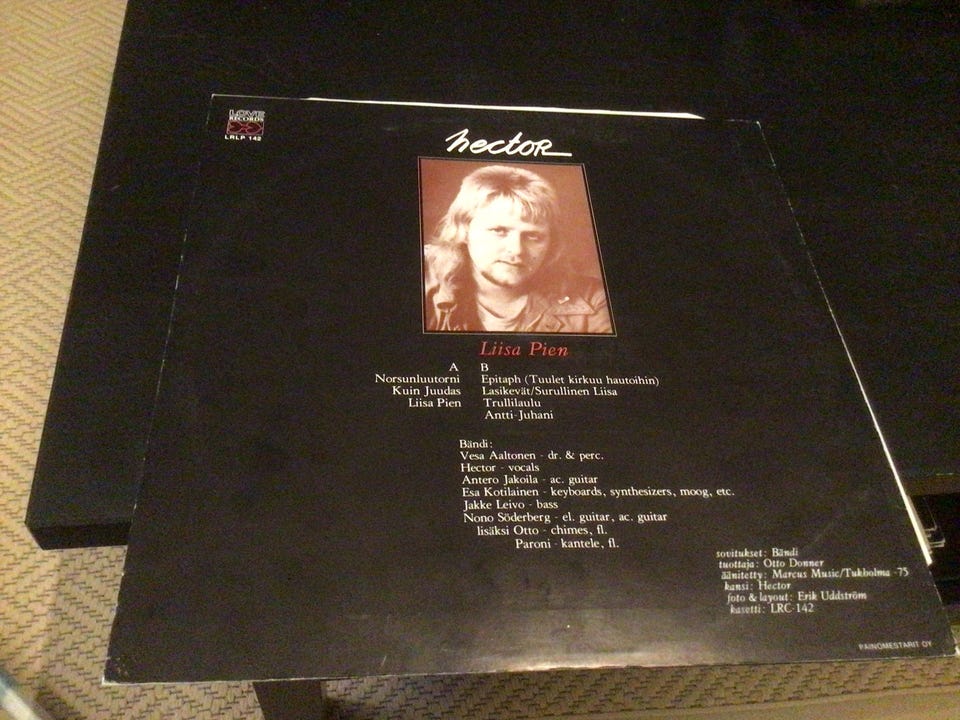 LOVE
RECORDS
LRLP 142
hector
Liisa Pien
A
Norsunluutorni
Kuin Juudas
Liisa Pien
B
Epitaph (Tuulet kirkuu hautoihin)
Lasikevät/Surullinen Liisa
Trullilaulu
Antti-Juhani
Bändi:
Vesa Aaltonen - dr. & perc.
Hector - vocals
Antero Jakoila - ac. guitar
Esa Kotilainen - keyboards, synthesizers, moog, etc.
Jakke Leivo - bass
Nono Söderberg - el. guitar, ac. guitar
lisäksi Otto - chimes, fl.
Paroni - kantele, fl.
sovitukset: Bändi
tuottaja: Otto Donner
äänitetty: Marcus Music/Tukholma -75
kansi: Hector
foto & layout: Erik Uddström
kasetti: LRC-142
PAINOMESTARIT OY